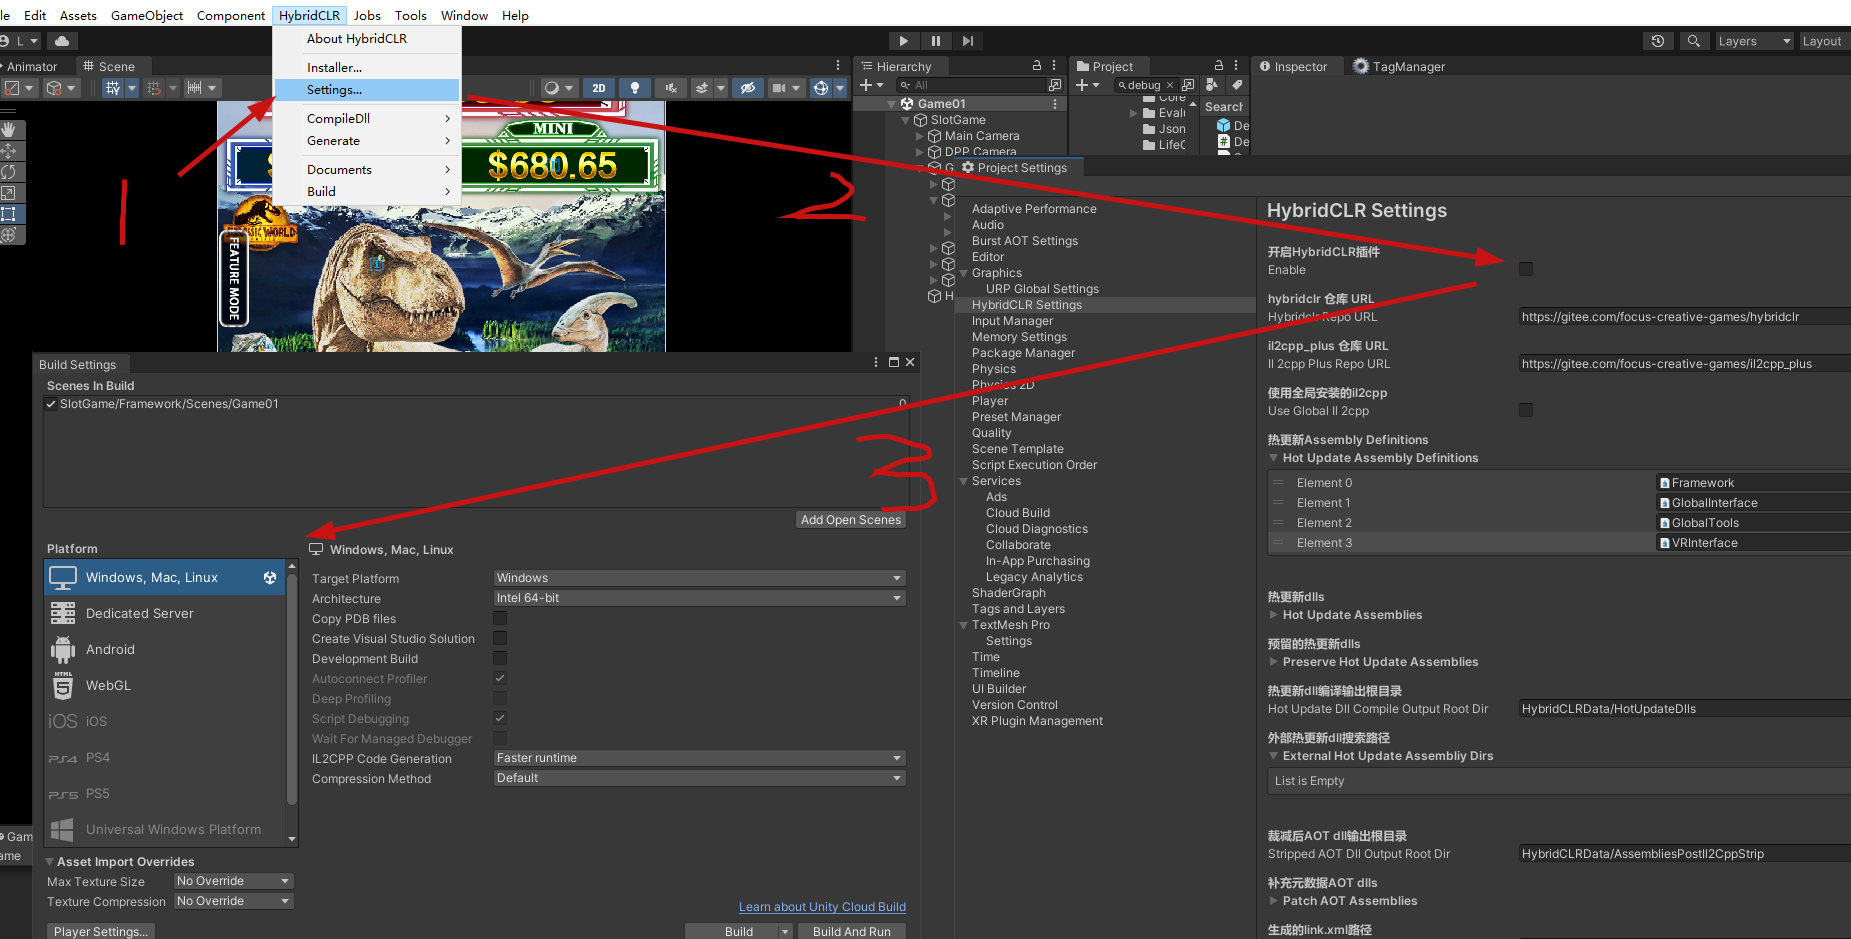 le Edit Assets GameObject Component HybridCLR Jobs Tools Window Help
L
Layers
Layout
About HybridCLR
Installer...
Settings...
CompileDll
Generate
Documents
Build
Animator
Scene
2D
MINI
$680.65
JURASSIC WORLD
FEATURE MODE
1
2
3
Hierarchy
All
Game01
SlotGame
Main Camera
DPP Camera
G
H
Project
debug
Core
Evalu
Json
LifeC
Search
De
De
Inspector
TagManager
Project Settings
Adaptive Performance
Audio
Burst AOT Settings
Editor
Graphics
URP Global Settings
HybridCLR Settings
Input Manager
Memory Settings
Package Manager
Physics
Physics 2D
Player
Preset Manager
Quality
Scene Template
Script Execution Order
Services
Ads
Cloud Build
Cloud Diagnostics
Collaborate
In-App Purchasing
Legacy Analytics
ShaderGraph
Tags and Layers
TextMesh Pro
Settings
Time
Timeline
UI Builder
Version Control
XR Plugin Management
HybridCLR Settings
开启HybridCLR插件
Enable
hybridclr 仓库 URL
Hybridclr Repo URL https://gitee.com/focus-creative-games/hybridclr
il2cpp_plus 仓库 URL
Il 2cpp Plus Repo URL https://gitee.com/focus-creative-games/il2cpp_plus
使用全局安装的il2cpp
Use Global Il 2cpp
热更新Assembly Definitions
Hot Update Assembly Definitions
Element 0 Framework
Element 1 GlobalInterface
Element 2 GlobalTools
Element 3 VRInterface
热更新dlls
Hot Update Assemblies
预留的热更新dlls
Preserve Hot Update Assemblies
热更新dll编译输出根目录
Hot Update Dll Compile Output Root Dir HybridCLRData/HotUpdateDlls
外部热更新dll搜索路径
External Hot Update Assembliy Dirs
List is Empty
裁减后AOT dll输出根目录
Stripped AOT Dll Output Root Dir HybridCLRData/AssembliesPostIl2CppStrip
补充元数据AOT dlls
Patch AOT Assemblies
生成的link.xml路径
Build Settings
Scenes In Build
SlotGame/Framework/Scenes/Game01 0
Add Open Scenes
Platform
Windows, Mac, Linux
Dedicated Server
Android
HTML 5 WebGL
iOS iOS
PS4 PS4
PS5 PS5
Universal Windows Platform
Windows, Mac, Linux
Target Platform Windows
Architecture Intel 64-bit
Copy PDB files
Create Visual Studio Solution
Development Build
Autoconnect Profiler
Deep Profiling
Script Debugging
Wait For Managed Debugger
IL2CPP Code Generation Faster runtime
Compression Method Default
Asset Import Overrides
Max Texture Size No Override
Texture Compression No Override
Learn about Unity Cloud Build
Player Settings...
Build
Build And Run
Gam
ame